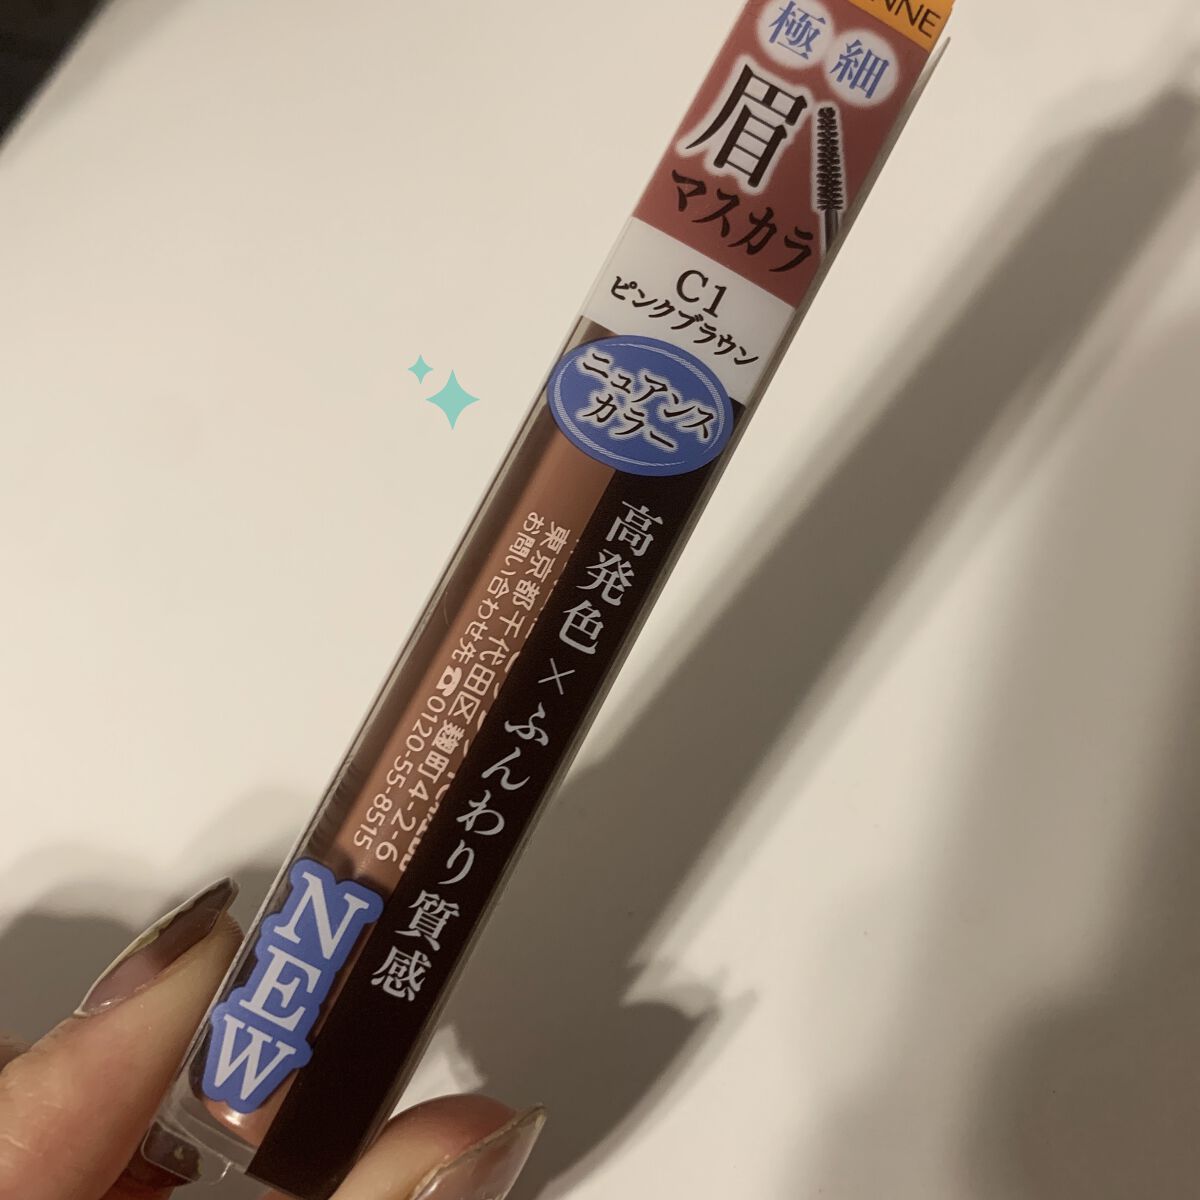 NNE
極細
眉
マスカラ
C1
ピンクブラウン
ニュアンス
カラー
高発色×ふんわり質感
東京都千代田区麹町4-2-6
お問い合わせ先☎0120-55-8515
NEW